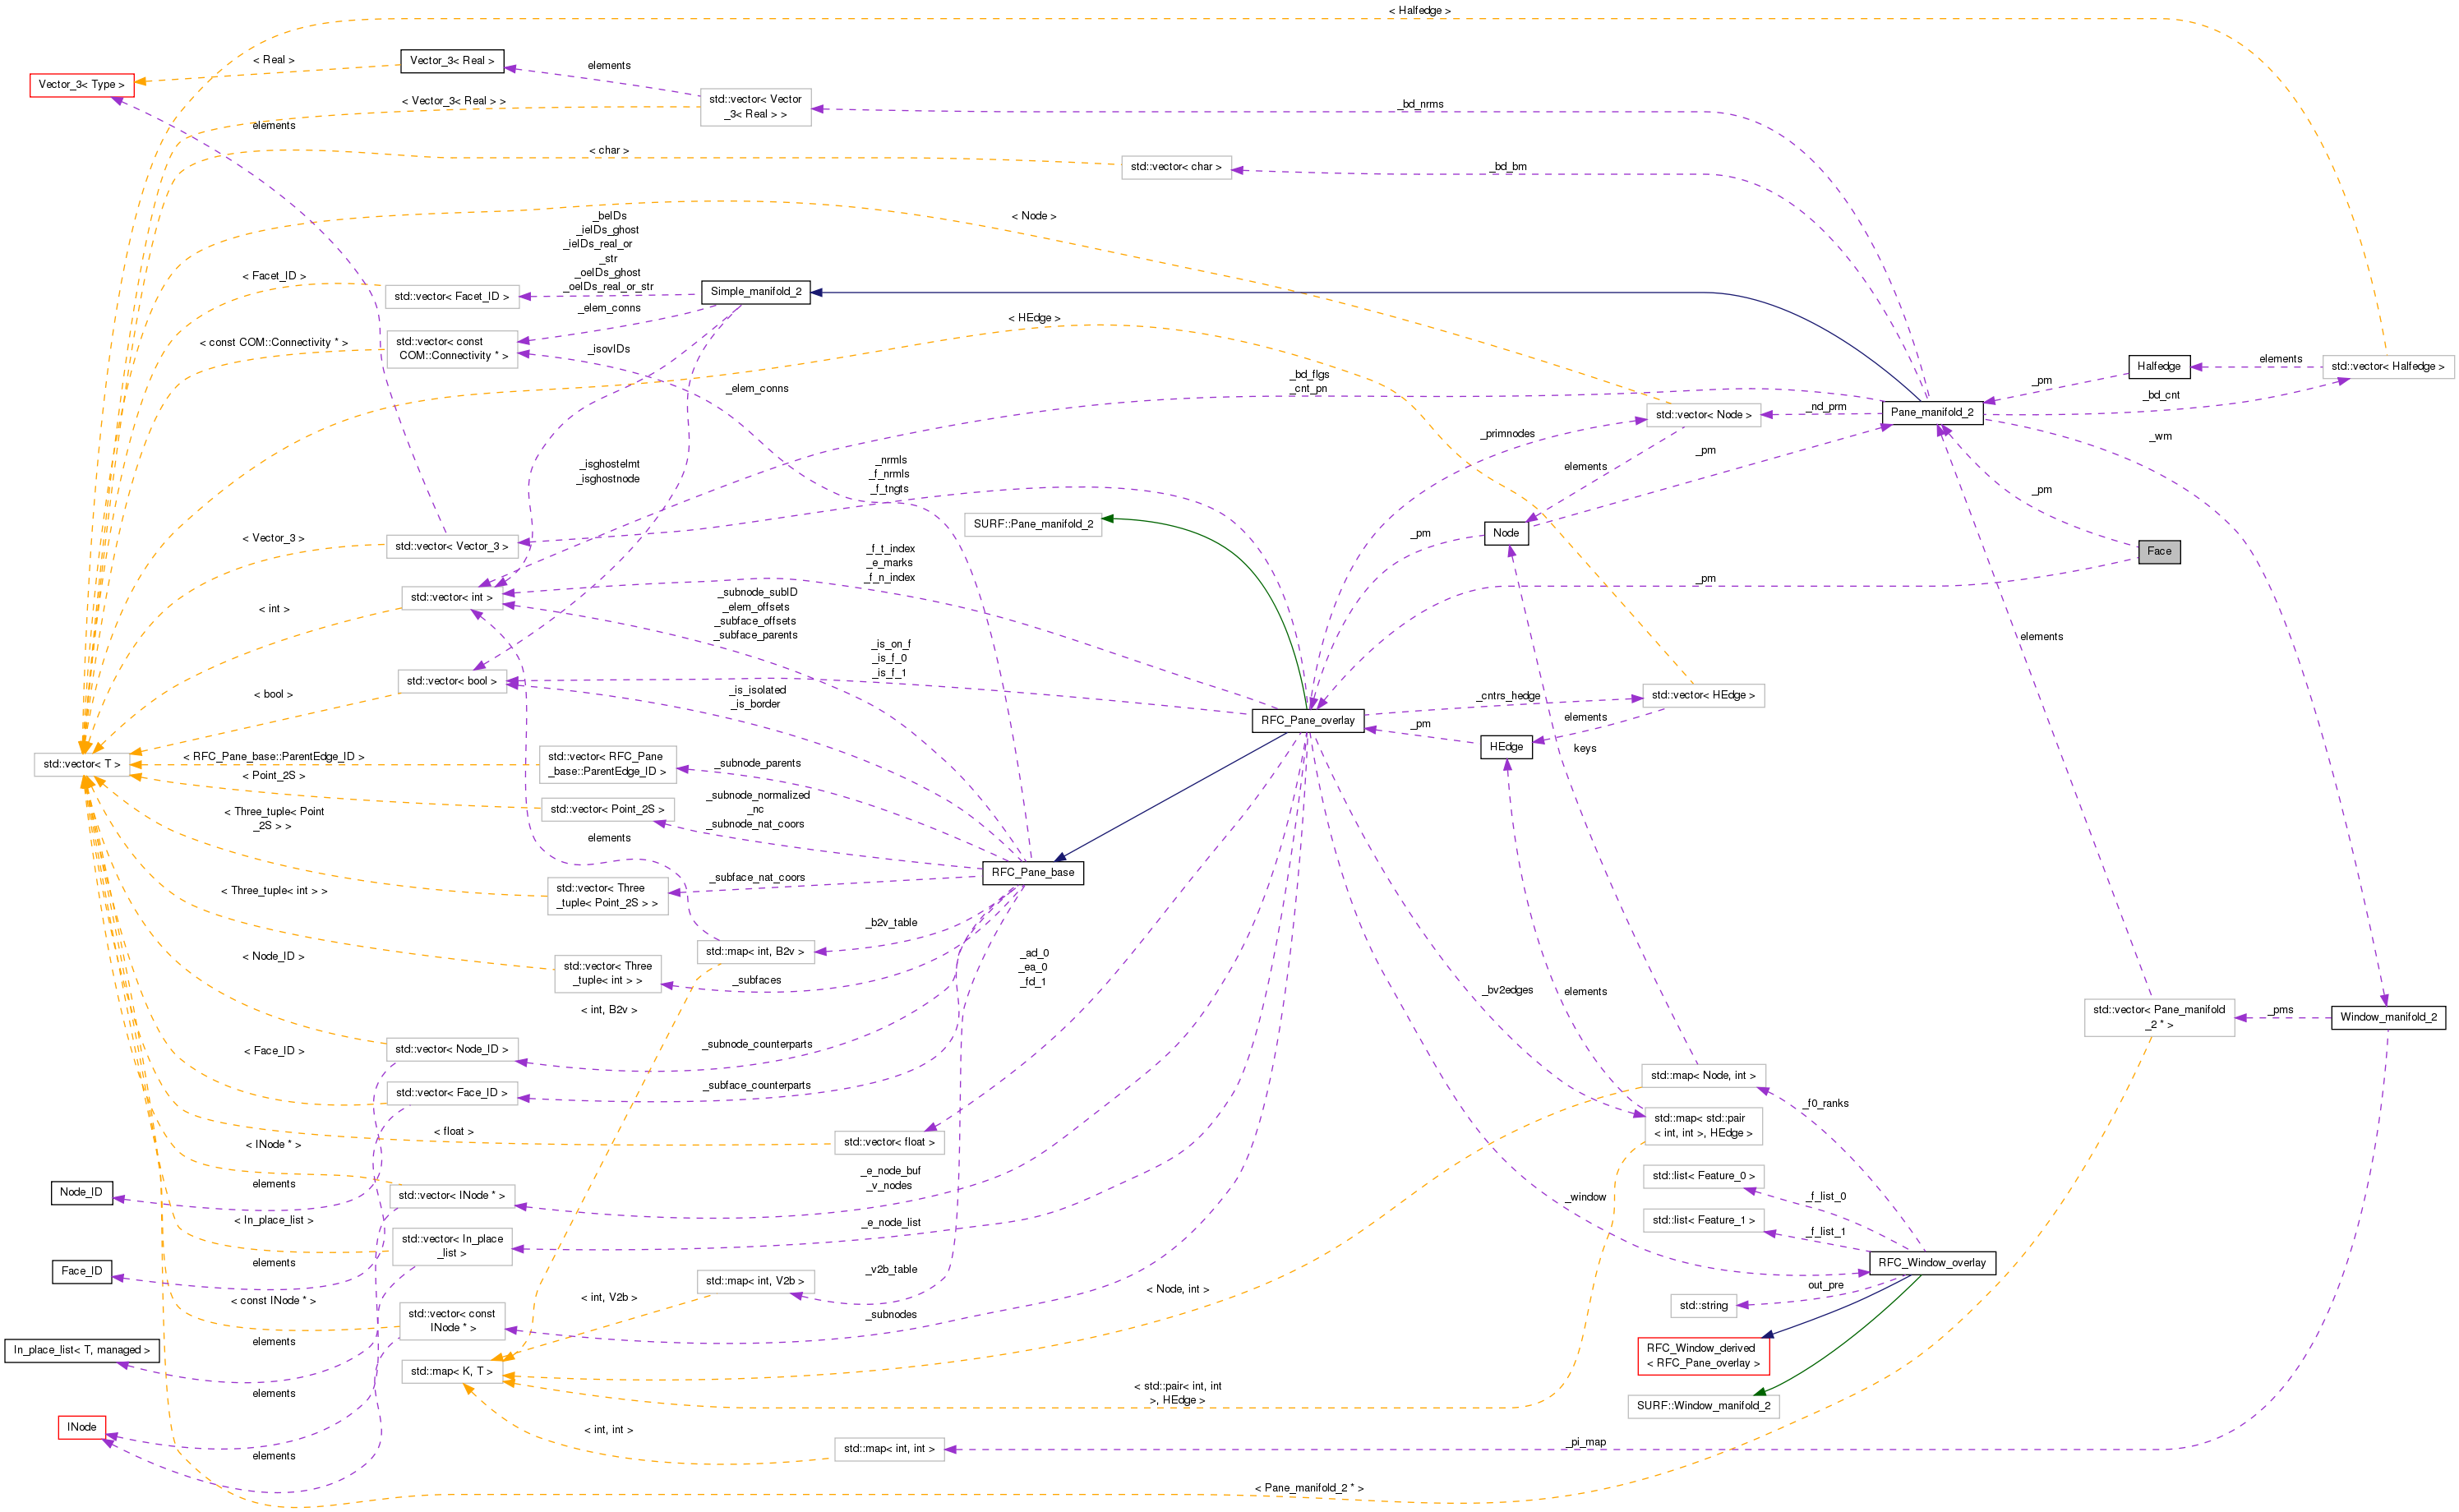 < Halfedge >
Vector_3< Real >
< Real >
elements
Vector_3< Type >
< Vector_3< Real > >
std::vector< Vector
_3< Real > >
_bd_nrms
elements
< char >
std::vector< char >
_bd_bm
_beIDs
_ieIDs_ghost
_ieIDs_real_or
_str
_oeIDs_ghost
_oeIDs_real_or_str
< Node >
< Facet_ID >
std::vector< Facet_ID >
Simple_manifold_2
_elem_conns
< HEdge >
< const COM::Connectivity * >
std::vector< const
COM::Connectivity * >
_isovIDs
_elem_conns
_bd_flgs
_cnt_pn
Halfedge
elements
std::vector< Halfedge >
_pm
_bd_cnt
std::vector< Node >
_nd_prm
Pane_manifold_2
_wm
_primnodes
elements
_pm
_isghostelmt
_isghostnode
_nrmls
_f_nrmls
_f_tngts
_pm
SURF::Pane_manifold_2
Node
_pm
Face
< Vector_3 >
std::vector< Vector_3 >
_f_t_index
_e_marks
_f_n_index
_pm
std::vector< int >
< int >
_subnode_subID
_elem_offsets
_subface_offsets
_subface_parents
elements
_is_on_f
_is_f_0
_is_f_1
std::vector< bool >
< bool >
_is_isolated
_is_border
_cntrs_hedge
std::vector< HEdge >
RFC_Pane_overlay
_pm
elements
HEdge
keys
std::vector< T >
< RFC_Pane_base::ParentEdge_ID >
std::vector< RFC_Pane
_base::ParentEdge_ID >
_subnode_parents
< Point_2S >
std::vector< Point_2S >
_subnode_normalized
_nc
_subnode_nat_coors
< Three_tuple< Point
_2S > >
elements
RFC_Pane_base
std::vector< Three
_tuple< Point_2S > >
_subface_nat_coors
< Three_tuple< int > >
_b2v_table
std::map< int, B2v >
< Node_ID >
std::vector< Three
_tuple< int > >
_subfaces
_ad_0
_ea_0
_fd_1
_bv2edges
elements
< int, B2v >
std::vector< Pane_manifold
_2 * >
_pms
Window_manifold_2
< Face_ID >
std::vector< Node_ID >
_subnode_counterparts
std::vector< Face_ID >
_subface_counterparts
std::map< Node, int >
_f0_ranks
std::map< std::pair
< int, int >, HEdge >
< float >
std::vector< float >
< INode * >
elements
Node_ID
std::vector< INode * >
_e_node_buf
_v_nodes
_window
std::list< Feature_0 >
_f_list_0
< In_place_list >
std::vector< In_place
_list >
_e_node_list
std::list< Feature_1 >
_f_list_1
Face_ID
elements
_v2b_table
RFC_Window_overlay
std::map< int, V2b >
< int, V2b >
< Node, int >
out_pre
std::string
< const INode * >
std::vector< const
INode * >
_subnodes
elements
In_place_list< T, managed >
std::map< K, T >
RFC_Window_derived
< RFC_Pane_overlay >
elements
< std::pair< int, int
>, HEdge >
SURF::Window_manifold_2
INode
< int, int >
std::map< int, int >
_pi_map
elements
< Pane_manifold_2 * >